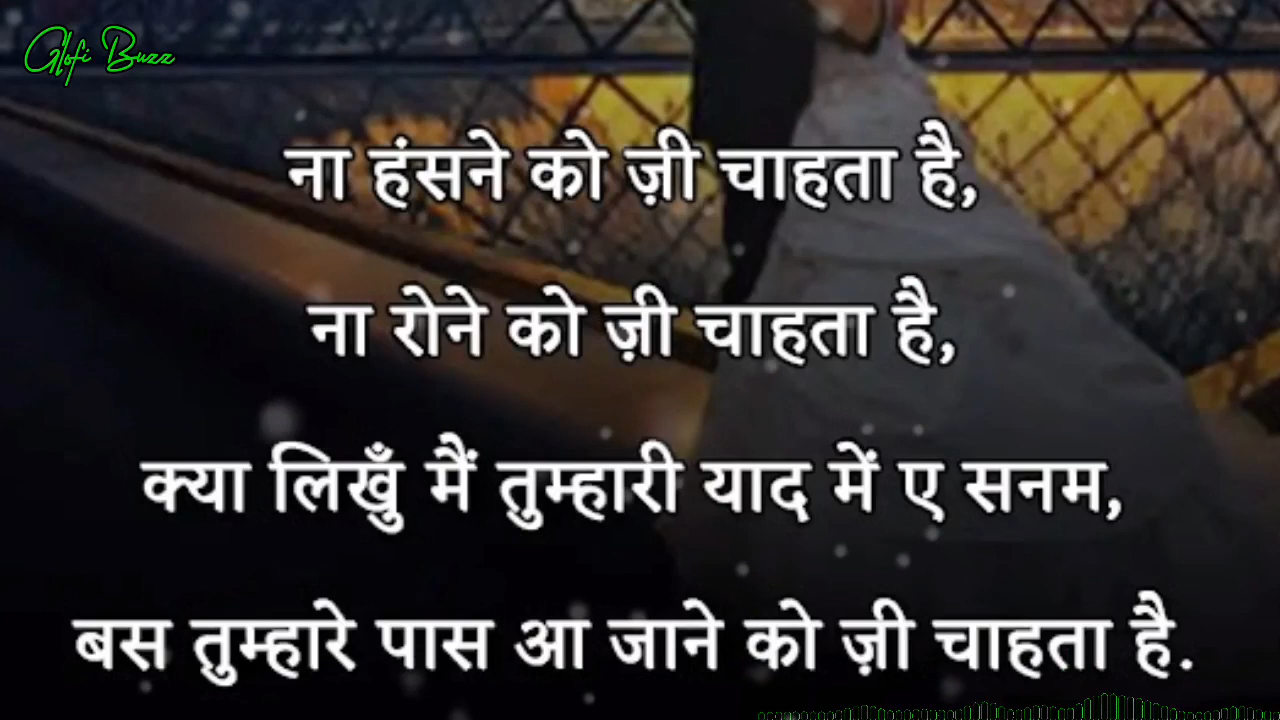 Glofi Buzz
ना हंसने को ज़ी चाहता है,
ना रोने को ज़ी चाहता है,
क्या लिखुँ मैं तुम्हारी याद में ए सनम,
बस तुम्हारे पास आ जाने को ज़ी चाहता है.